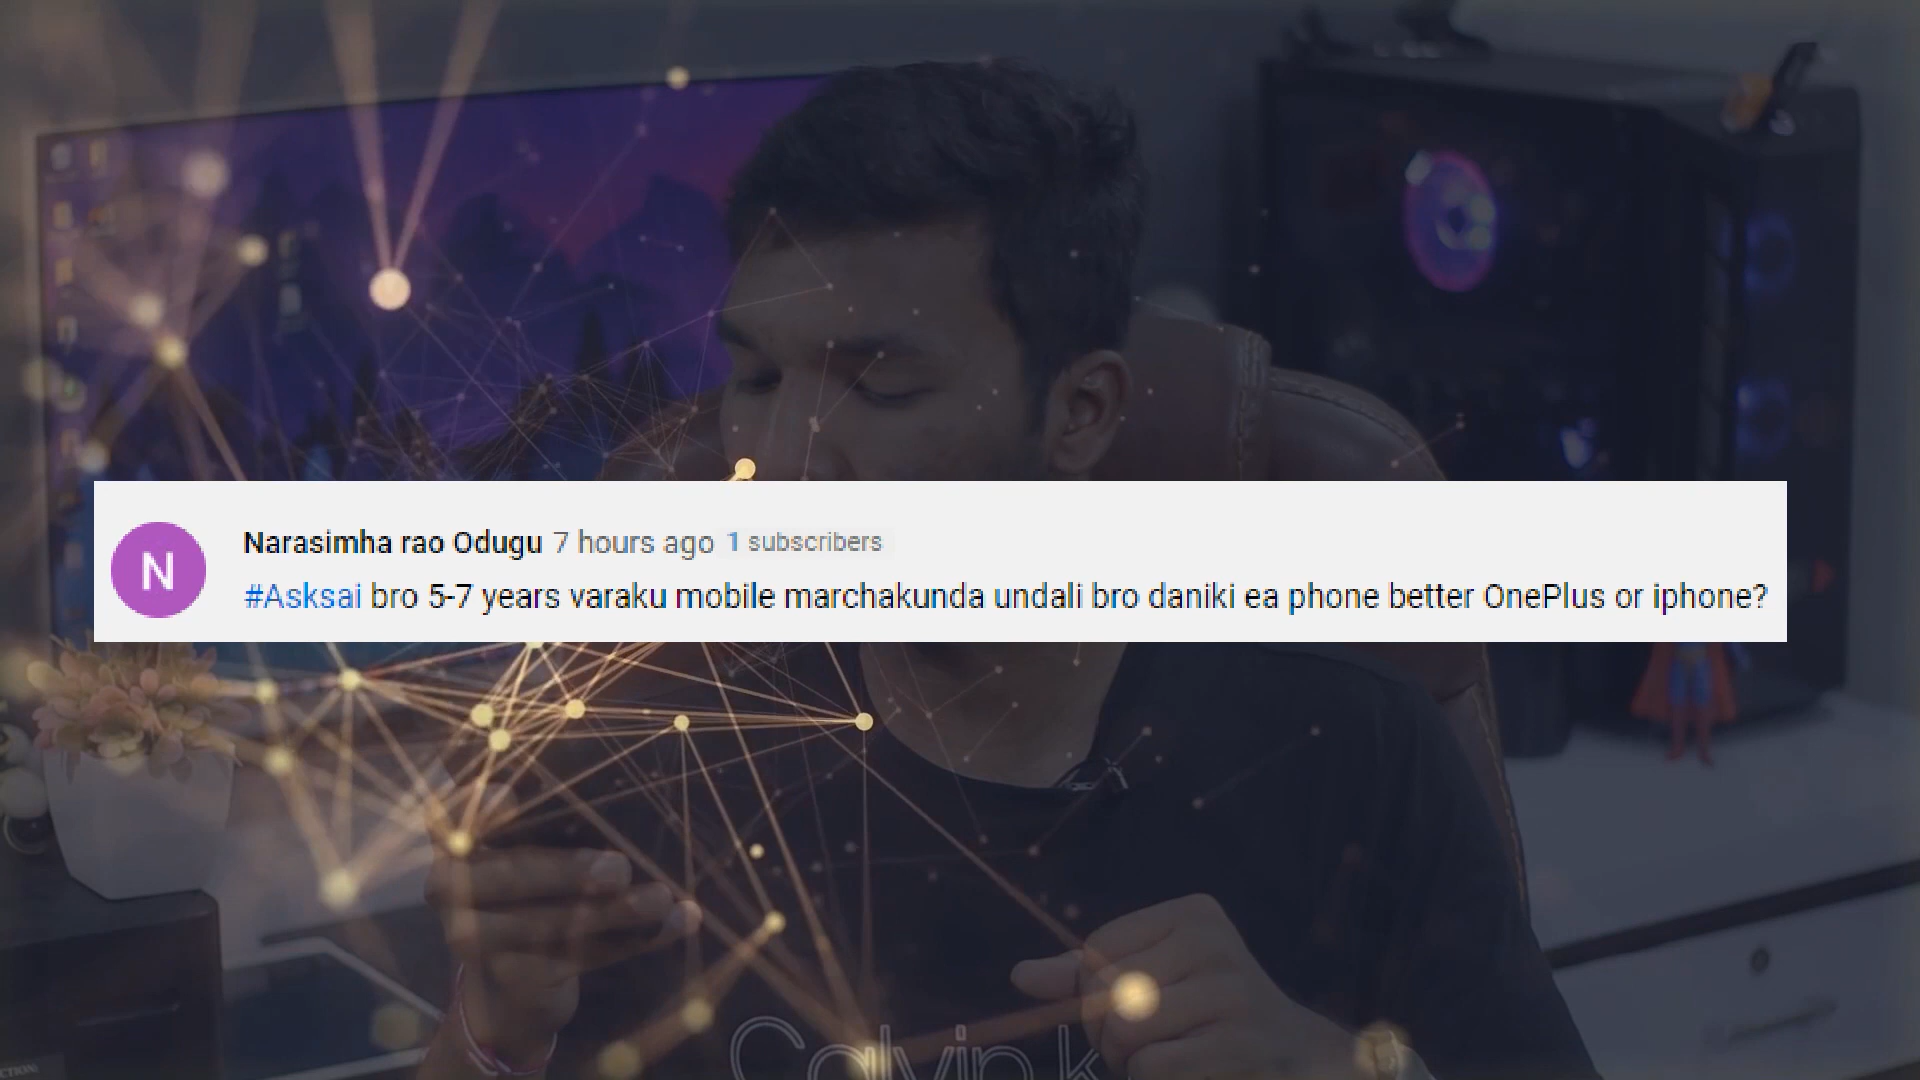 N
Narasimha rao Odugu 7 hours ago 1 subscribers
#Asksai bro 5-7 years varaku mobile marchakunda undali bro daniki ea phone better OnePlus or iphone?
Calvin k